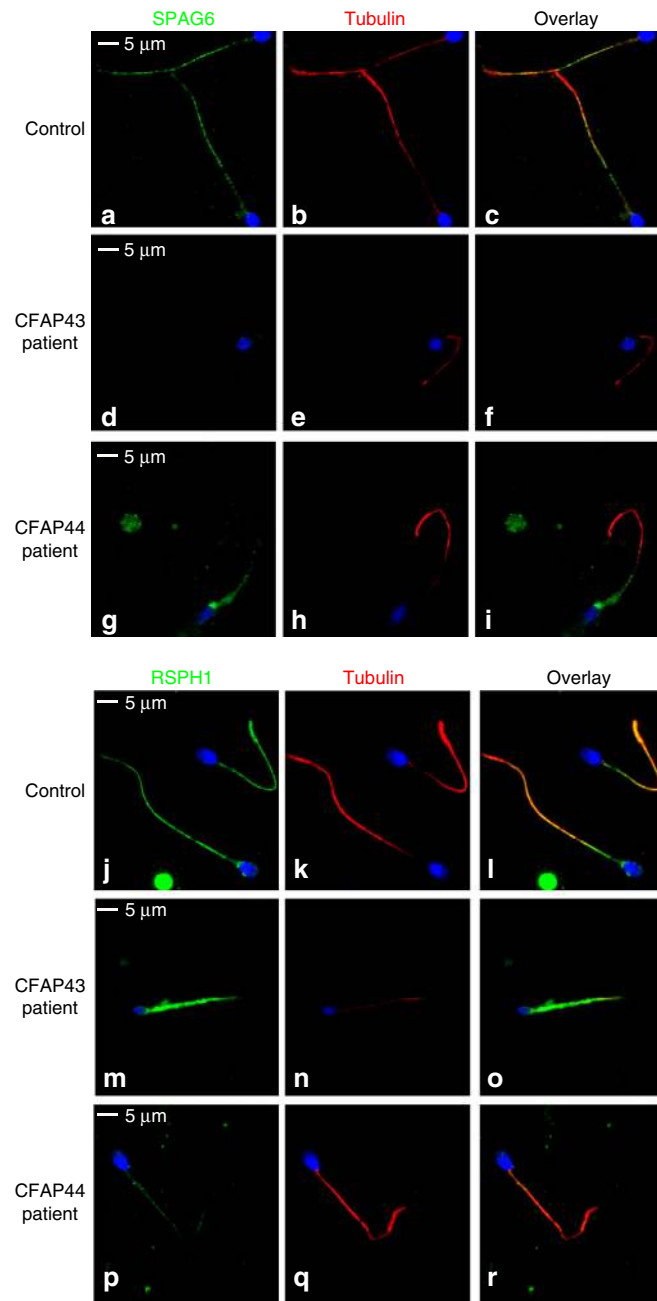 SPAG6 Tubulin Overlay
Control
5 μm
a b c
CFAP43
patient
5 μm
d e f
CFAP44
patient
5 μm
g h i
RSPH1 Tubulin Overlay
Control
5 μm
j k l
CFAP43
patient
5 μm
m n o
CFAP44
patient
5 μm
p q r